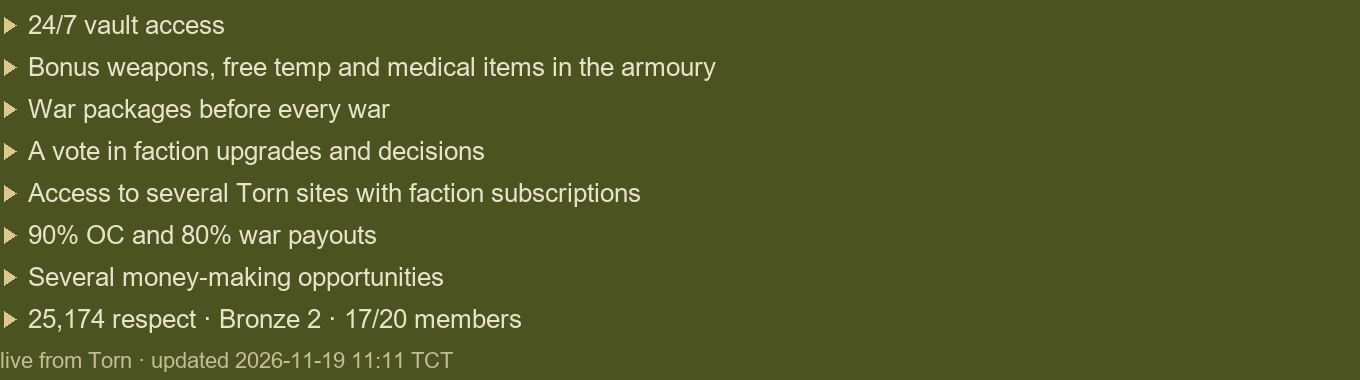 24/7 vault access
Bonus weapons, free temp and medical items in the armoury
War packages before every war
A vote in faction upgrades and decisions
Access to several Torn sites with faction subscriptions
90% OC and 80% war payouts
Several money-making opportunities
25,174 respect · Bronze 2 · 17/20 members
live from Torn · updated 2026-11-19 11:11 TCT